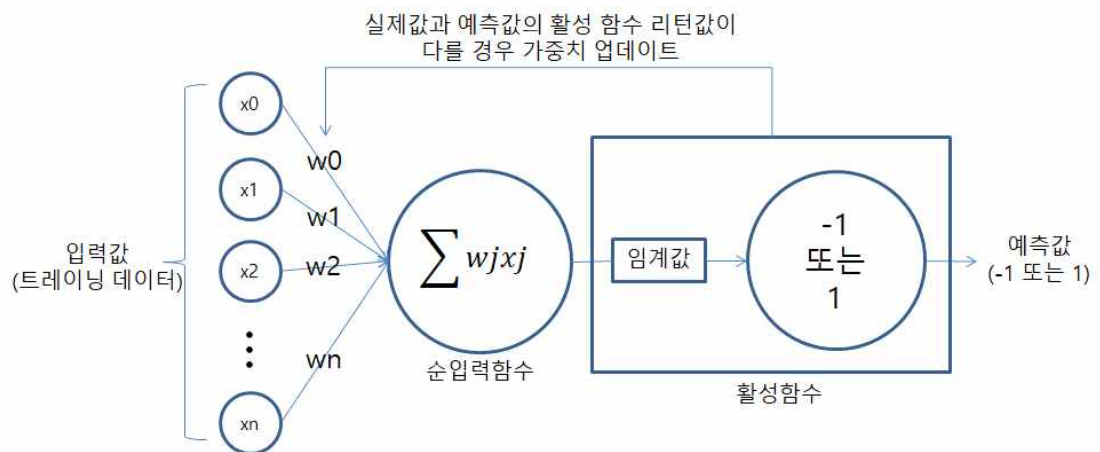 실제값과 예측값의 활성 함수 리턴값이
다를 경우 가중치 업데이트
x0
w0
x1
w1
입력값
(트레이닝 데이터)
x2
w2
⋮
wn
xn
∑ wjxj
순입력함수
임계값
-1
또는
1
활성함수
예측값
(-1 또는 1)